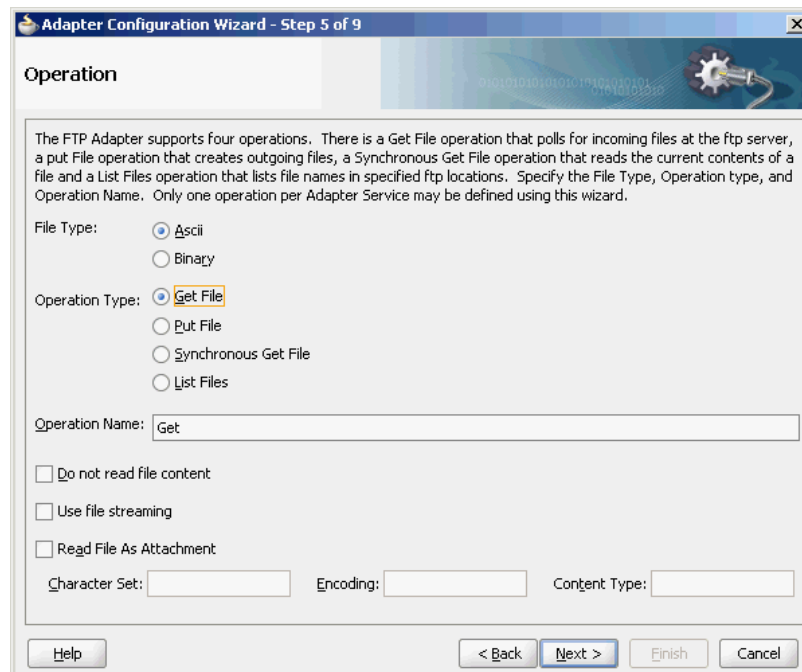 Adapter Configuration Wizard - Step 5 of 9
Operation
The FTP Adapter supports four operations. There is a Get File operation that polls for incoming files at the ftp server,
a put File operation that creates outgoing files, a Synchronous Get File operation that reads the current contents of a
file and a List Files operation that lists file names in specified ftp locations. Specify the File Type, Operation type, and
Operation Name. Only one operation per Adapter Service may be defined using this wizard.
File Type:
Ascii
Binary
Operation Type:
Get File
Put File
Synchronous Get File
List Files
Operation Name: Get
Do not read file content
Use file streaming
Read File As Attachment
Character Set: Encoding: Content Type:
Help < Back Next > Finish Cancel